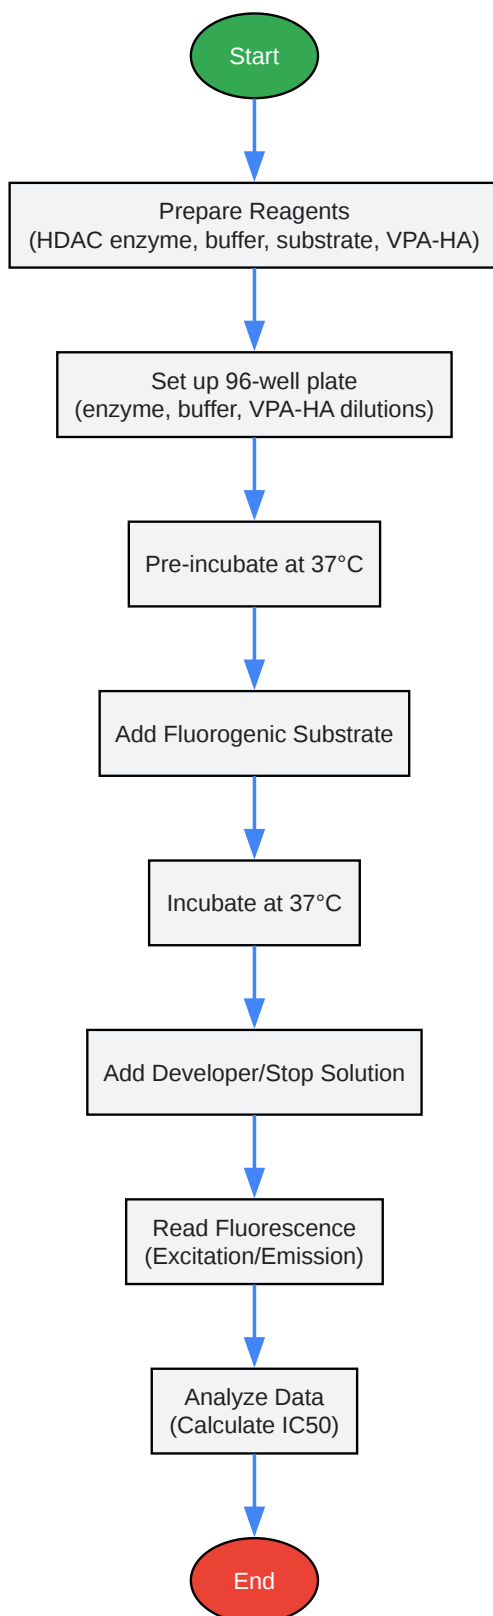 Start
Prepare Reagents
(HDAC enzyme, buffer, substrate, VPA-HA)
Set up 96-well plate
(enzyme, buffer, VPA-HA dilutions)
Pre-incubate at 37°C
Add Fluorogenic Substrate
Incubate at 37°C
Add Developer/Stop Solution
Read Fluorescence
(Excitation/Emission)
Analyze Data
(Calculate IC50)
End